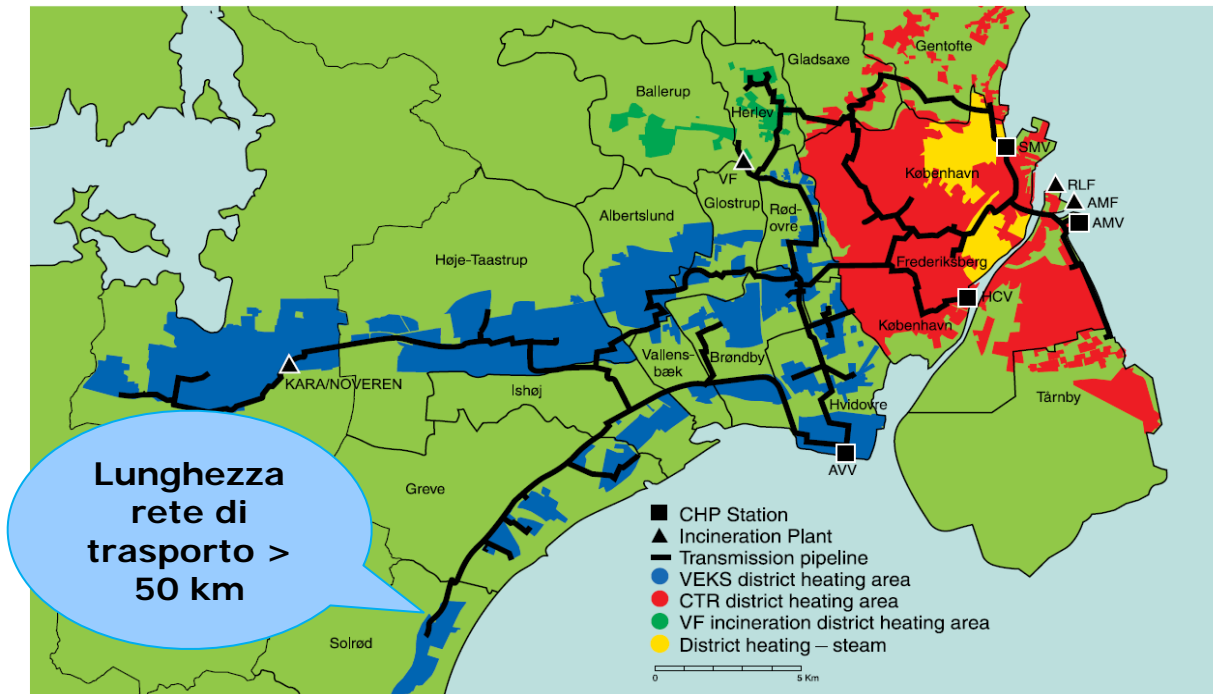 Gentofte
Gladsaxe
Ballerup
Herlev
SMV
København
VF
RLF
AMF
AMV
Glostrup
Rød-
ovre
Albertslund
Høje-Taastrup
Frederiksberg
HCV
København
KARA/NOVEREN
Vallens-
bæk
Brøndby
Ishøj
Hvidovre
Tårnby
AVV
Greve
Solrød
Lunghezza
rete di
trasporto >
50 km
CHP Station
Incineration Plant
Transmission pipeline
VEKS district heating area
CTR district heating area
VF incineration district heating area
District heating – steam
0 5 Km